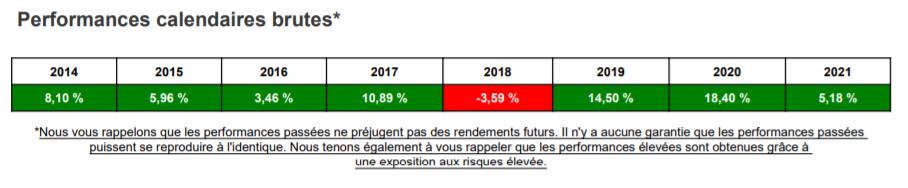 Performances calendaires brutes*
2014 2015 2016 2017 2018 2019 2020 2021
8,10 % 5,96 % 3,46 % 10,89 % -3,59 % 14,50 % 18,40 % 5,18 %
*Nous vous rappelons que les performances passées ne préjugent pas des rendements futurs. Il n'y a aucune garantie que les performances passées
puissent se reproduire à l'identique. Nous tenons également à vous rappeler que les performances élevées sont obtenues grâce à
une exposition aux risques élevée.